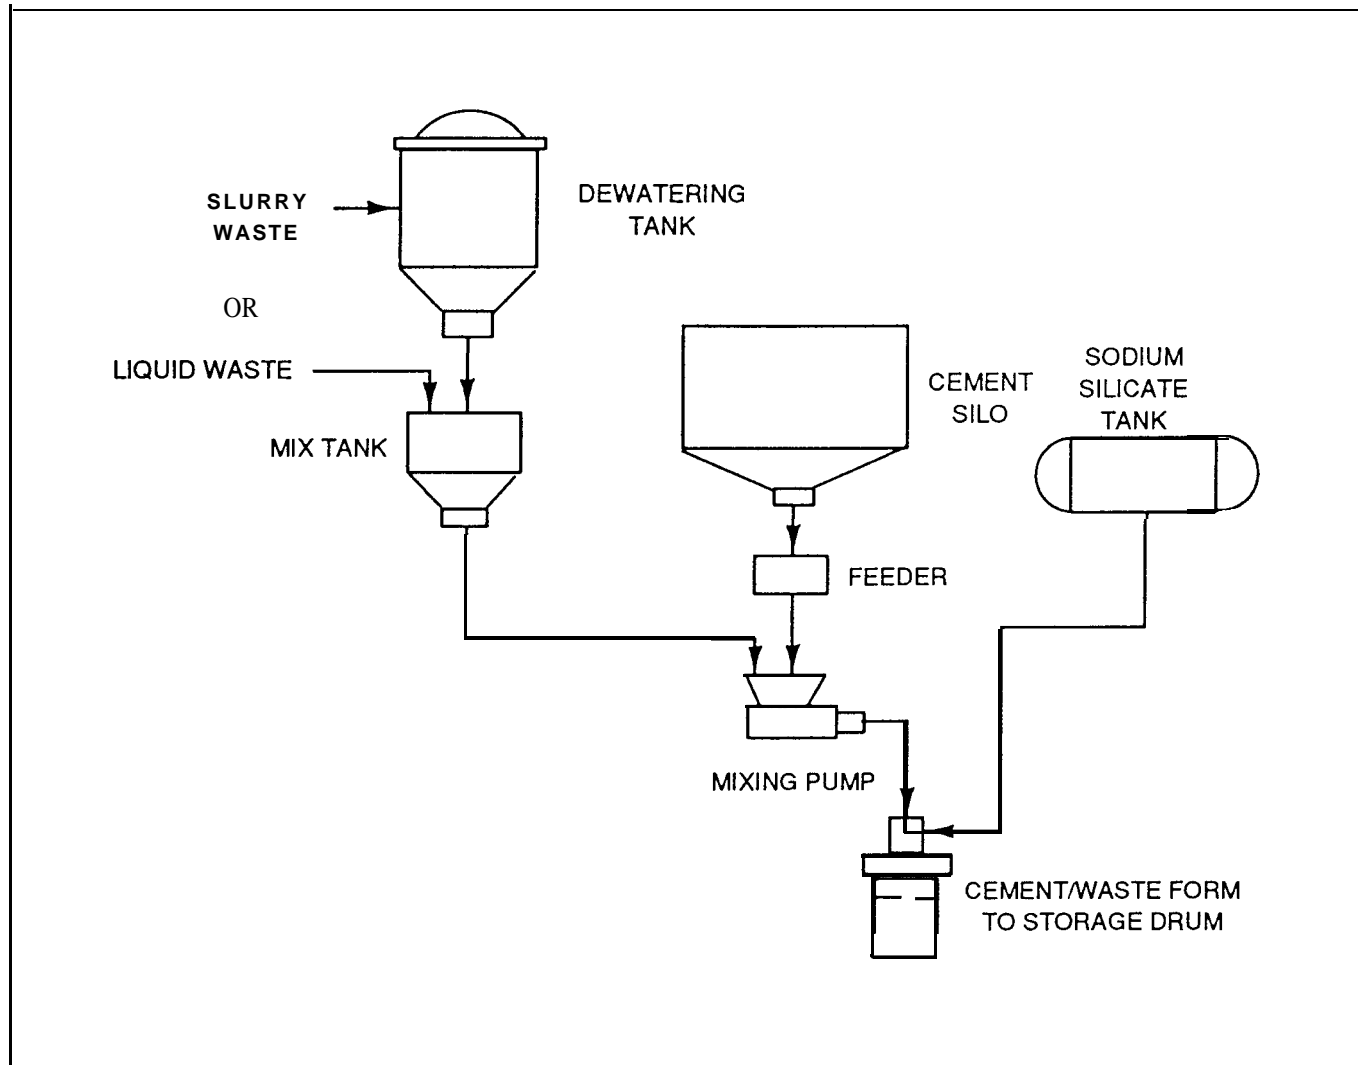 SLURRY
WASTE
DEWATERING
TANK
OR
LIQUID WASTE
MIX TANK
CEMENT
SILO
SODIUM
SILICATE
TANK
FEEDER
MIXING PUMP
CEMENT/WASTE FORM
TO STORAGE DRUM